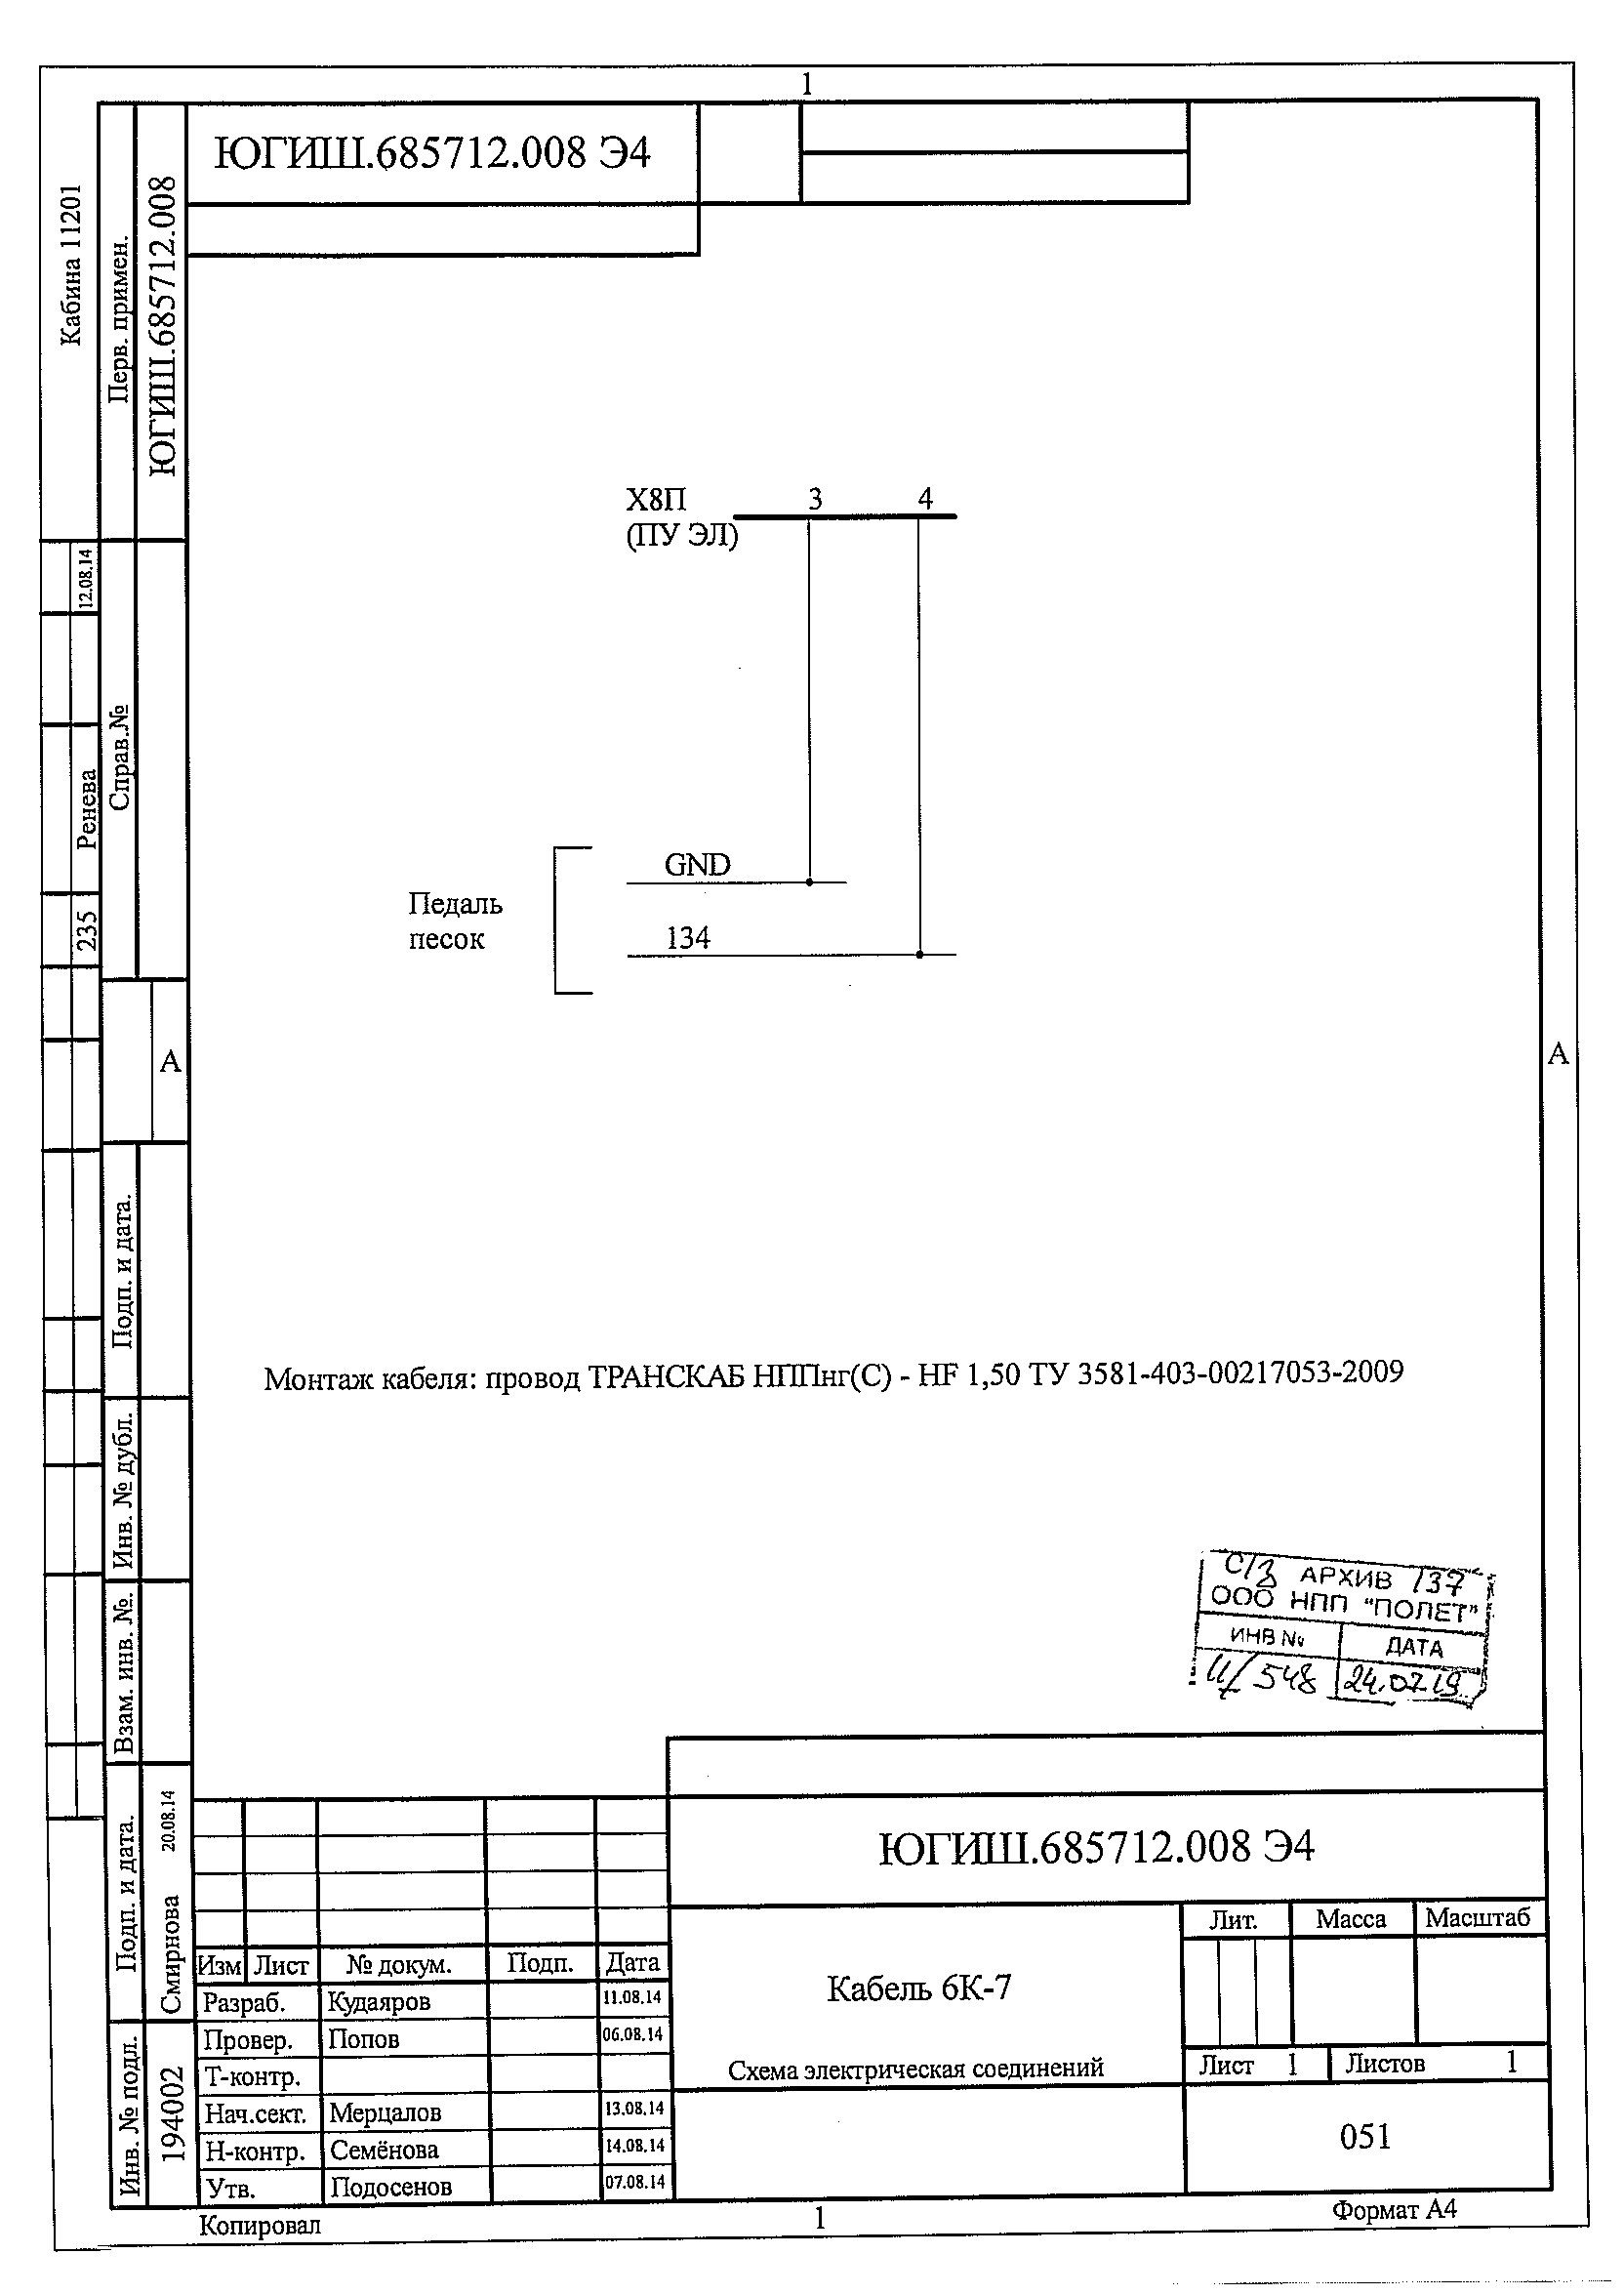 1
ЮГИШ.685712.008 Э4
Кабина 11201
Перв. примен.
ЮГИШ.685712.008
12.08.14
Ренева
235
Справ.№
Х8П
(ПУ ЭЛ)
3
4
GND
134
Педаль
песок
А
А
Подп. и дата.
Инв. № дубл.
Взам. инв. №.
Подп. и дата.
Смирнова
20.08.14
Инв. № подл.
194002
Монтаж кабеля: провод ТРАНСКАБ НППнг(С) - HF 1,50 ТУ 3581-403-00217053-2009
С/З АРХИВ 137
ООО НПП "ПОЛЕТ"
ИНВ № ДАТА
548 24.07.19
ЮГИШ.685712.008 Э4
Лит. Масса Масштаб
Изм Лист № докум. Подп. Дата
Разраб. Кудаяров 11.08.14
Провер. Попов 06.08.14
Т-контр.
Нач.сект. Мерцалов 13.08.14
Н-контр. Семёнова 14.08.14
Утв. Подосенов 07.08.14
Кабель 6К-7
Схема электрическая соединений
Лист 1 Листов 1
051
Копировал
1
Формат А4